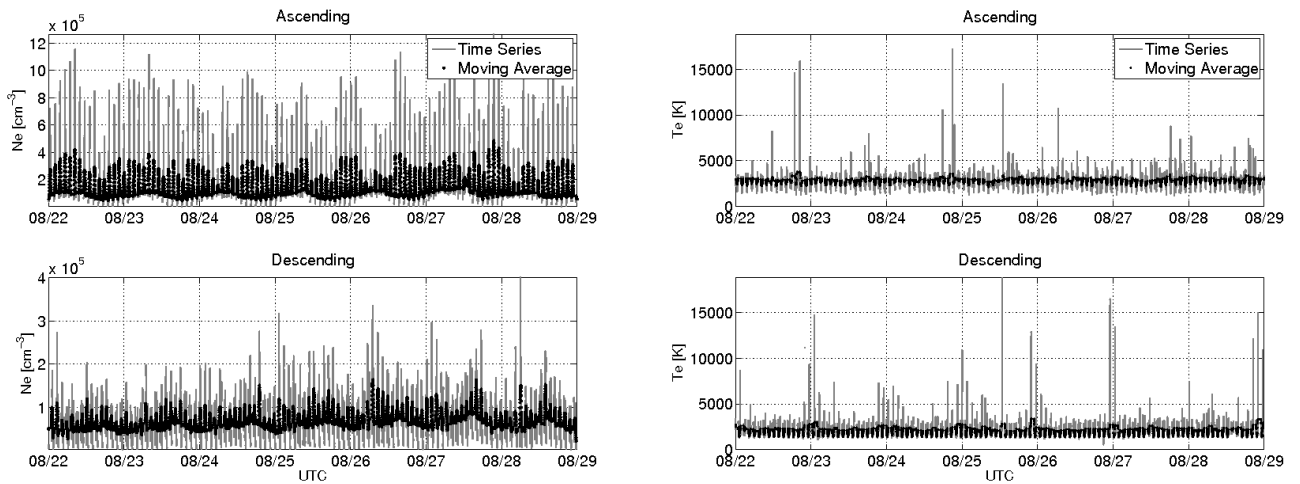 Ascending
x 10⁵
Ne [cm⁻³]
12
10
8
6
4
2
Time Series
Moving Average
08/22 08/23 08/24 08/25 08/26 08/27 08/28 08/29
Ascending
Te [K]
15000
10000
5000
0
Time Series
Moving Average
08/22 08/23 08/24 08/25 08/26 08/27 08/28 08/29
Descending
x 10⁵
Ne [cm⁻³]
4
3
2
1
08/22 08/23 08/24 08/25 08/26 08/27 08/28 08/29
UTC
Descending
Te [K]
15000
10000
5000
0
08/22 08/23 08/24 08/25 08/26 08/27 08/28 08/29
UTC